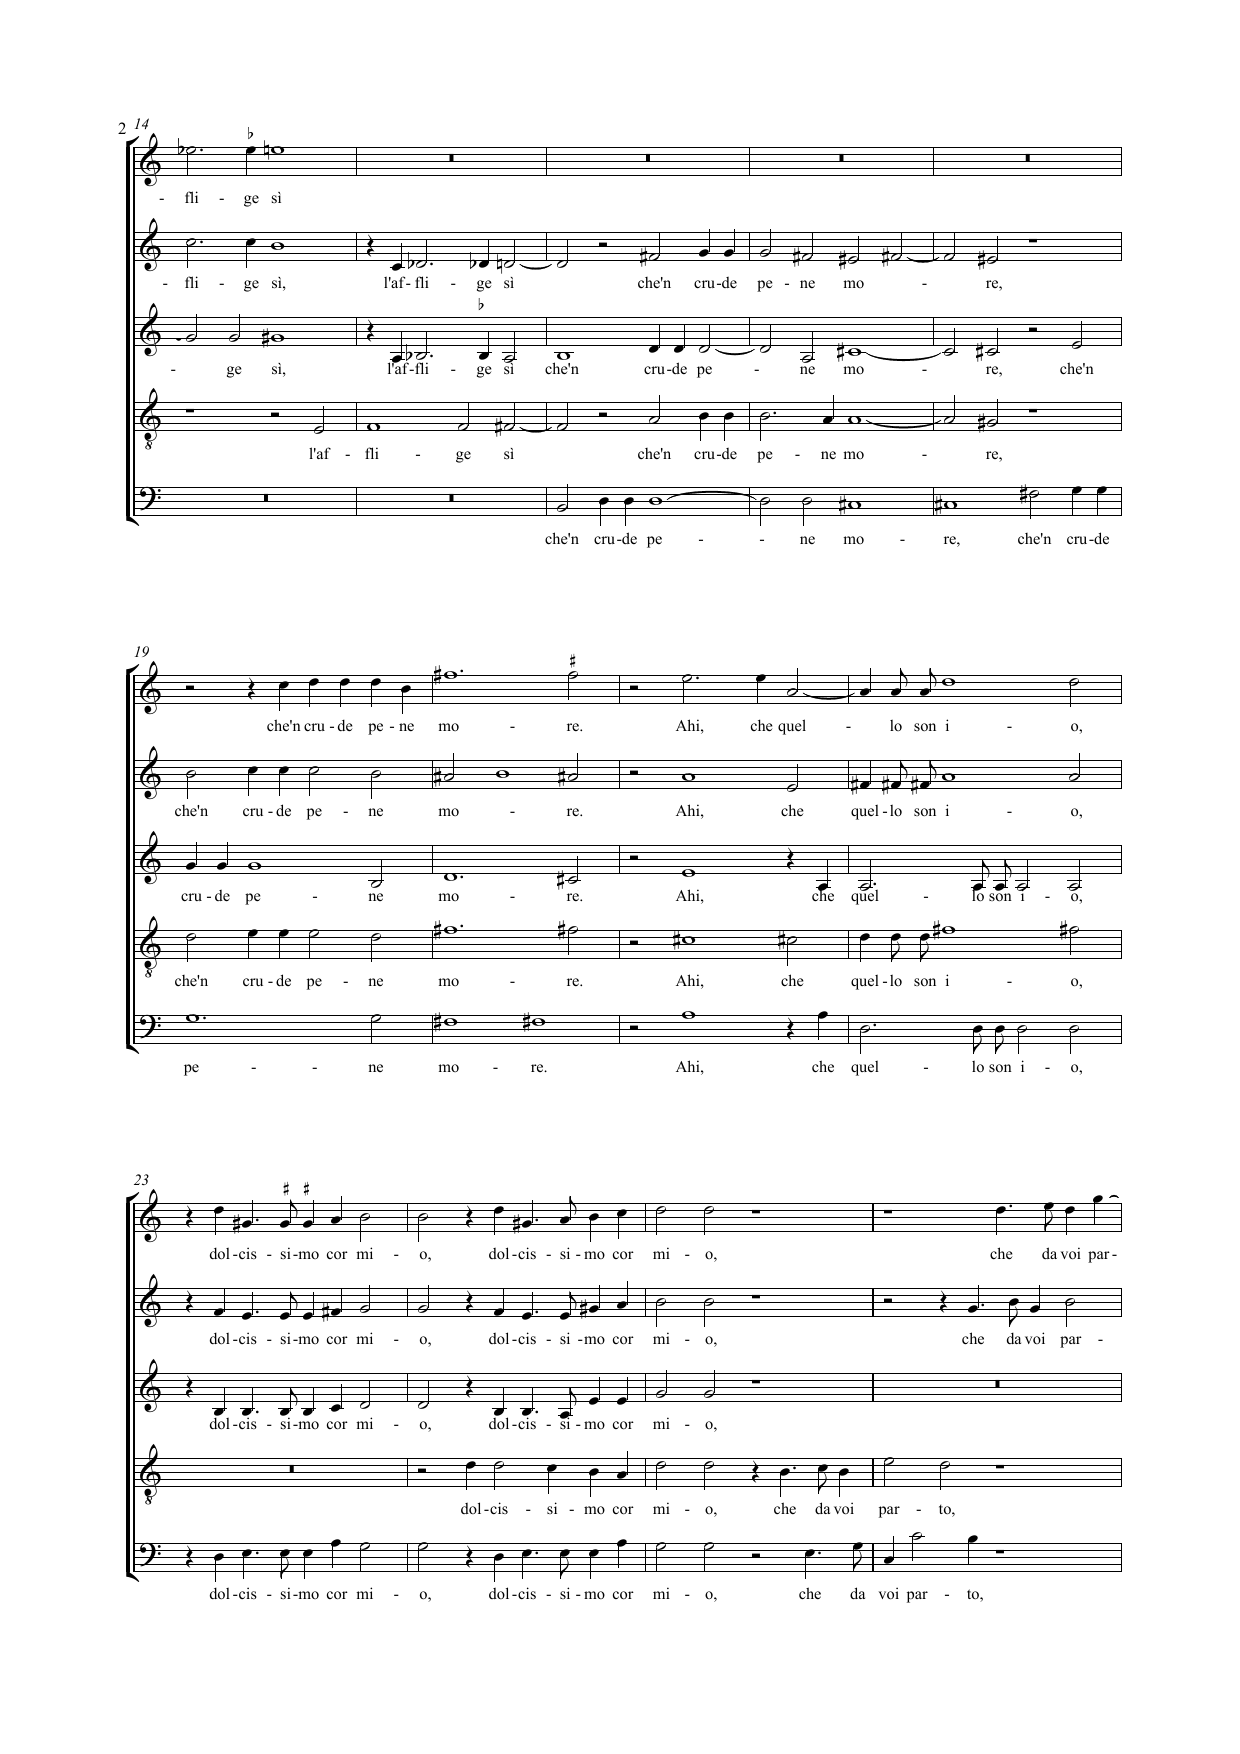 2 14
- fli - ge sì
- fli - ge sì, l'af - fli - ge sì che'n cru-de pe - ne mo - re,
- ge sì, l'af-fli - ge sì che'n cru-de pe - ne mo - re, che'n
l'af - fli - ge sì che'n cru-de pe - ne mo - re,
che'n cru-de pe - - ne mo - re, che'n cru-de
19
che'n cru - de pe - ne mo - re. Ahi, che quel - lo son i - o,
che'n cru - de pe - ne mo - re. Ahi, che quel - lo son i - o,
cru - de pe - ne mo - re. Ahi, che quel - lo son i - o,
che'n cru - de pe - ne mo - re. Ahi, che quel - lo son i - o,
pe - - ne mo - re. Ahi, che quel - lo son i - o,
23
dol-cis - si-mo cor mi - o, dol-cis - si - mo cor mi - o, che da voi par-
dol-cis - si-mo cor mi - o, dol-cis - si - mo cor mi - o, che da voi par -
dol-cis - si-mo cor mi - o, dol-cis - si - mo cor mi - o,
dol-cis - si - mo cor mi - o, che da voi par - to,
dol-cis - si-mo cor mi - o, dol-cis - si - mo cor mi - o, che da voi par - to,